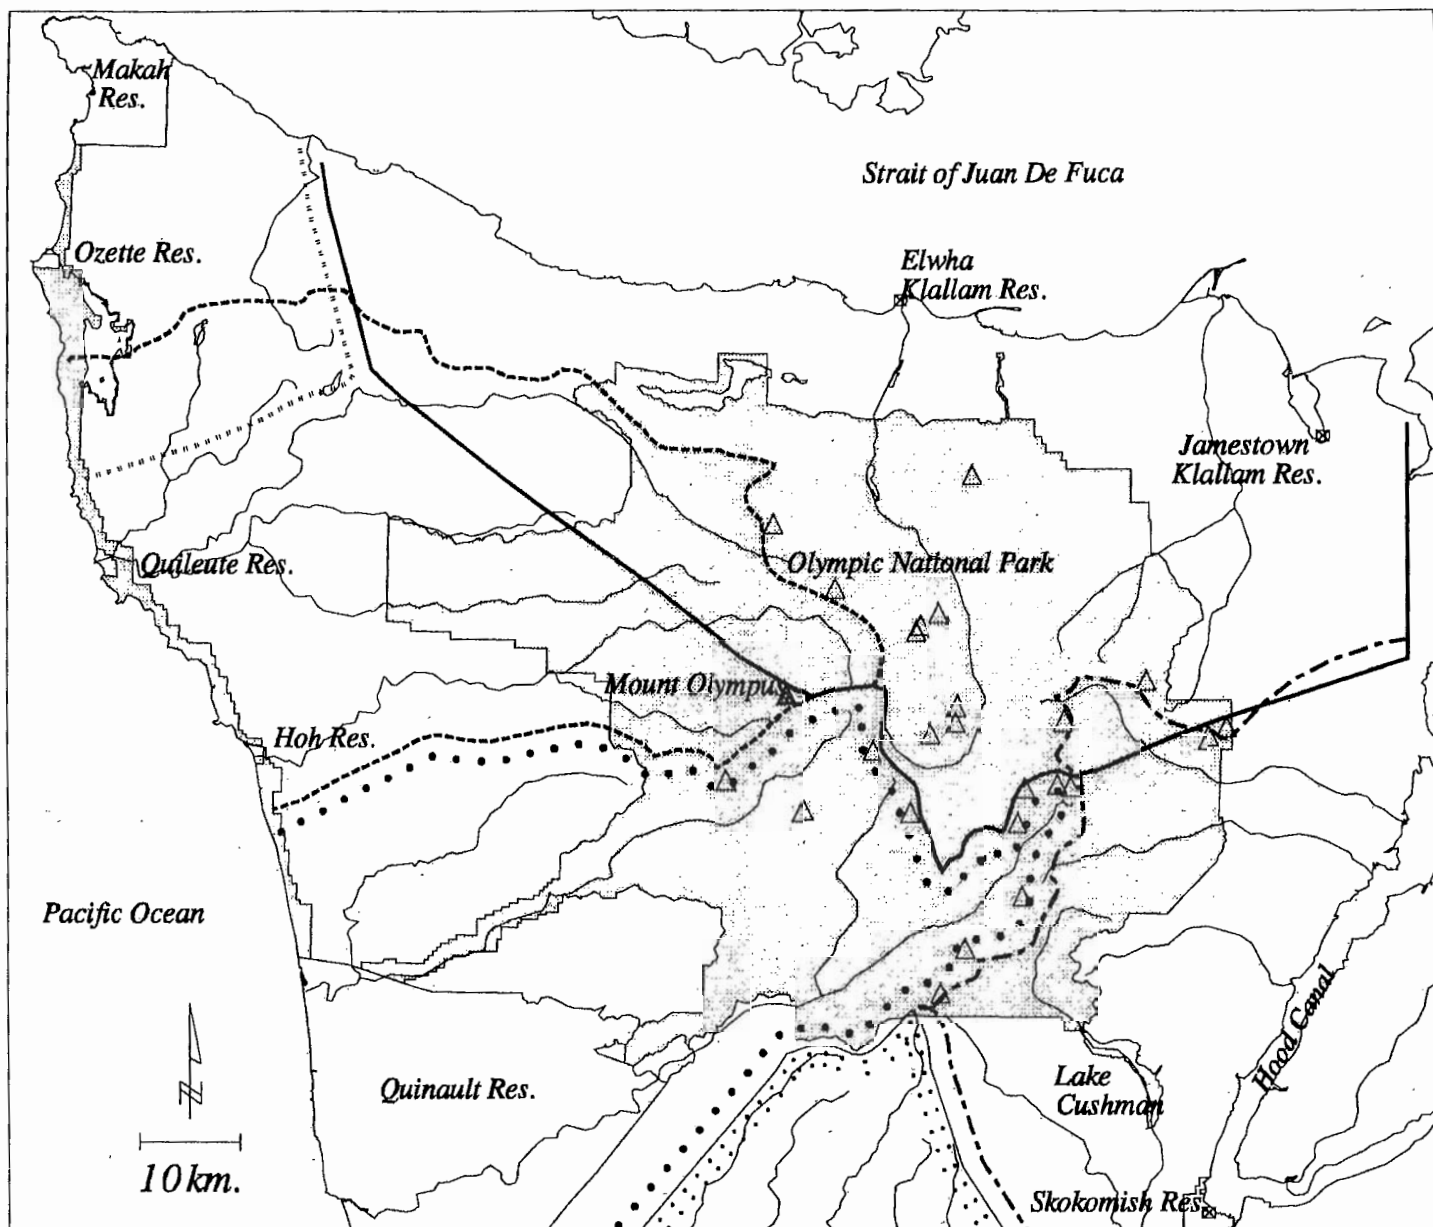 Makah
Res.
Strait of Juan De Fuca
Ozette Res.
Elwha
Klallam Res.
Jamestown
Klallam Res.
Quileute Res.
Olympic National Park
Mount Olympus
Hoh Res.
Pacific Ocean
Hood Canal
Quinault Res.
Lake
Cushman
10 km.
Skokomish Res.